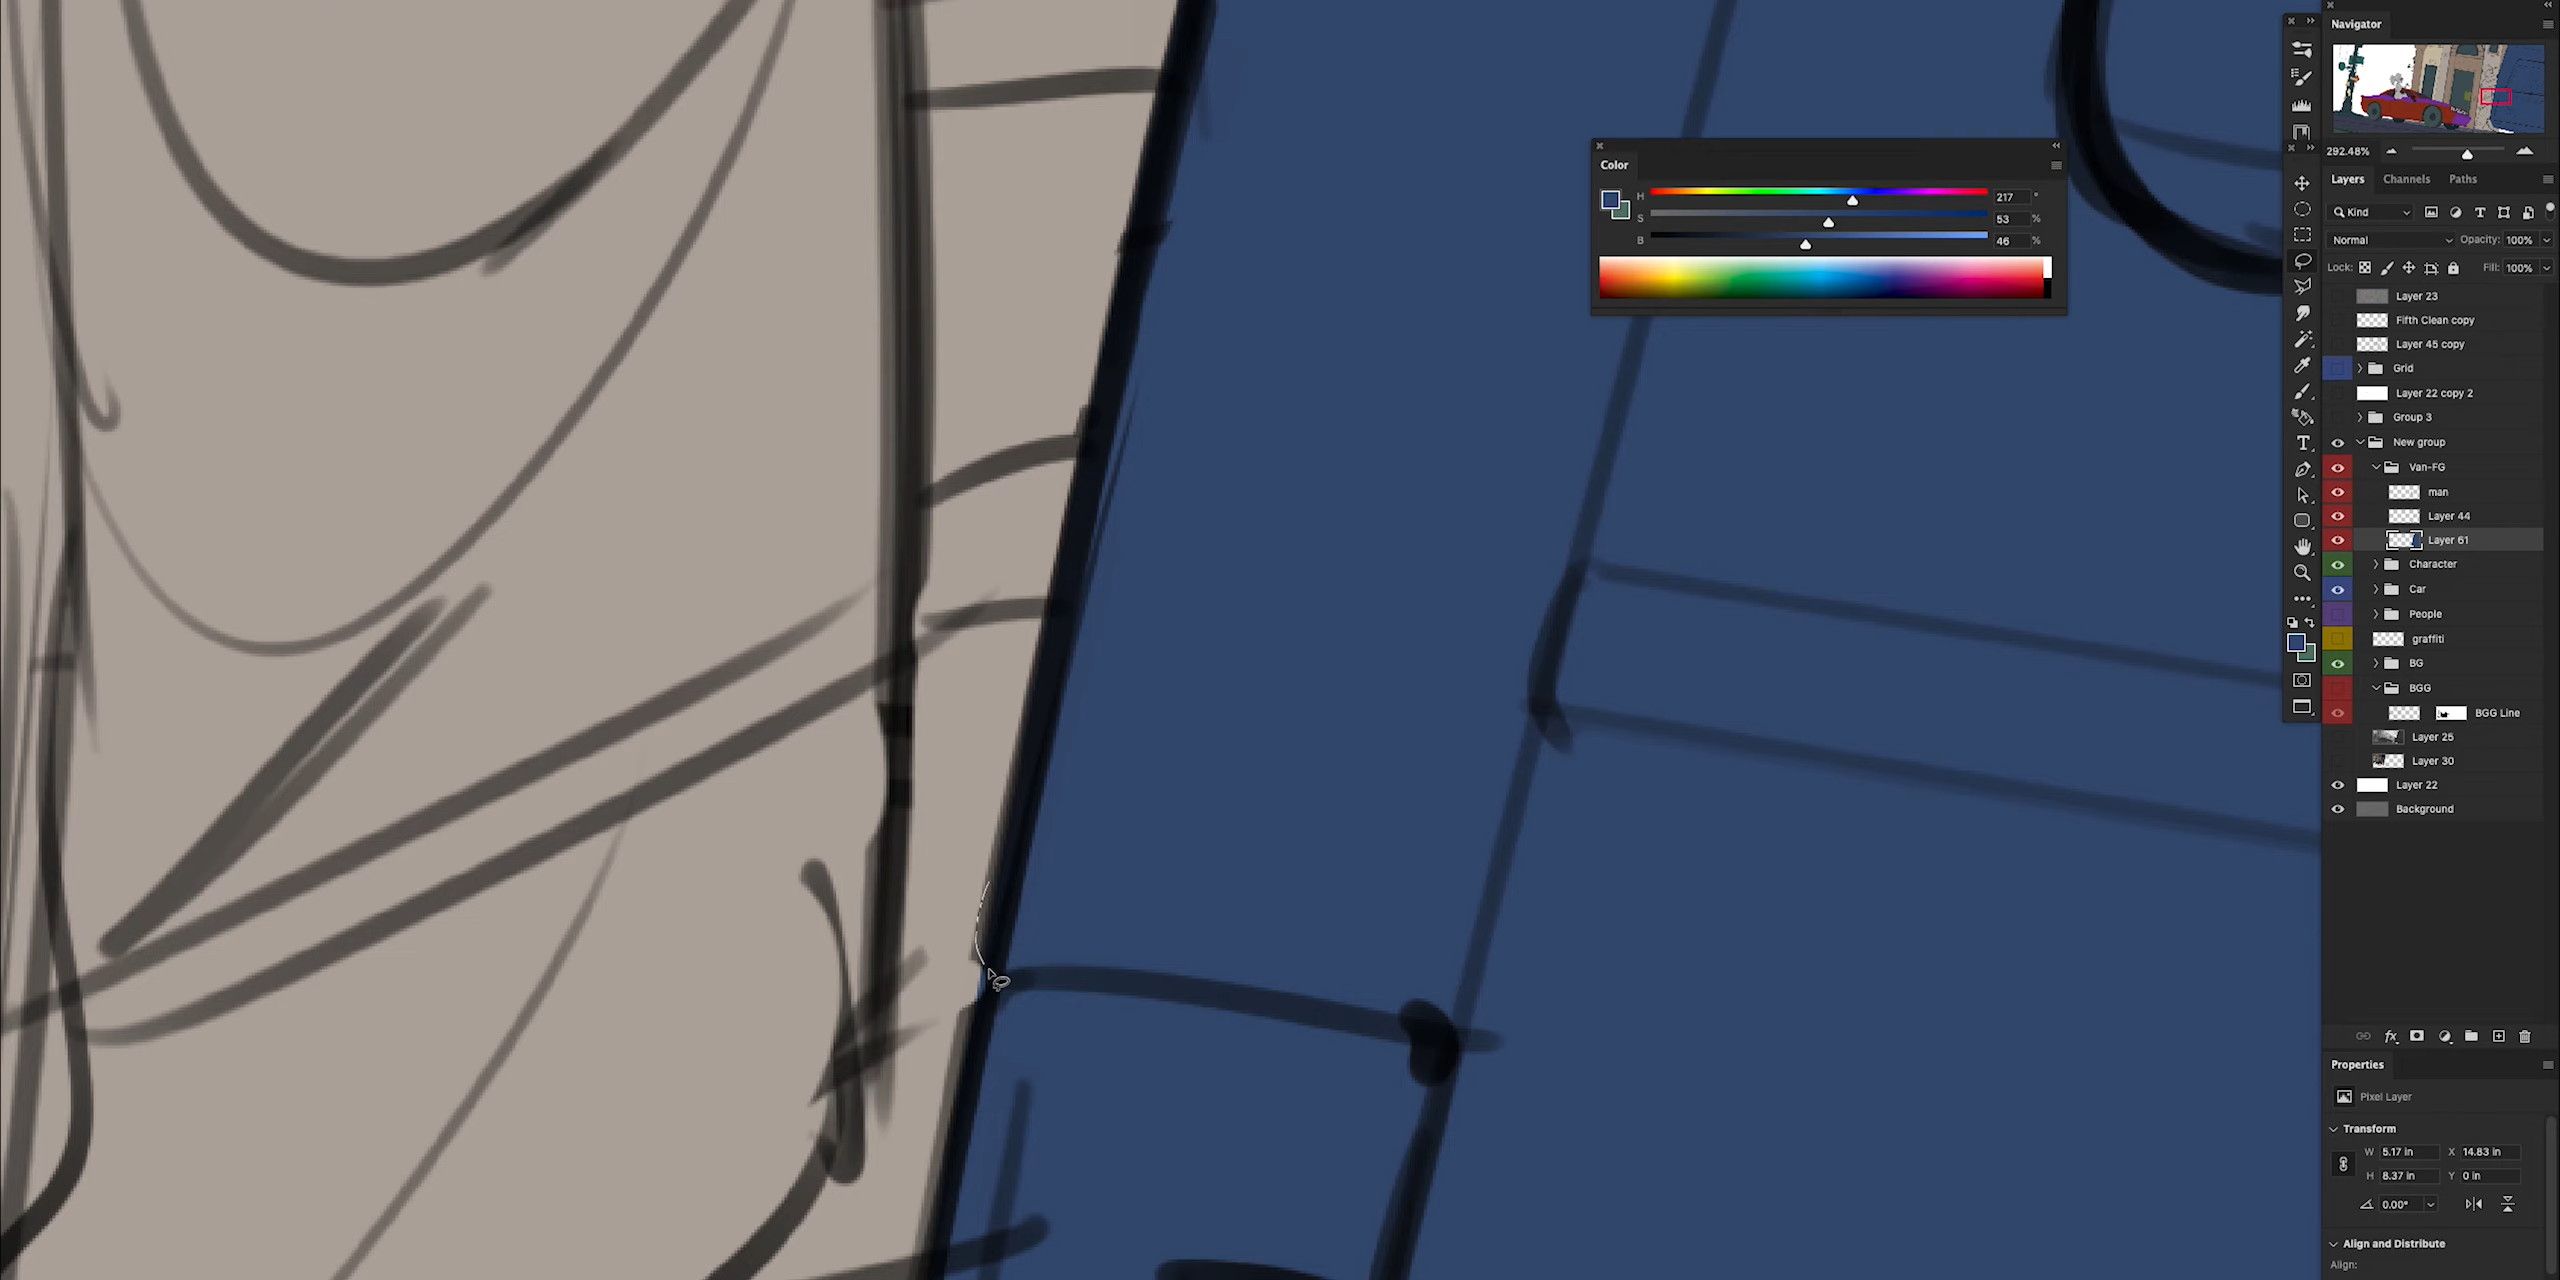 Navigator
292.48%
Color
H 217 °
S 53 %
B 46 %
Layers Channels Paths
Kind
Normal Opacity: 100%
Lock: Fill: 100%
Layer 23
Fifth Clean copy
Layer 45 copy
Grid
Layer 22 copy 2
Group 3
New group
Van-FG
man
Layer 44
Layer 61
Character
Car
People
graffiti
BG
BGG
BGG Line
Layer 25
Layer 30
Layer 22
Background
fx
Properties
Pixel Layer
Transform
W 5.17 in X 14.83 in
H 8.37 in Y 0 in
0.00°
Align and Distribute
Align: